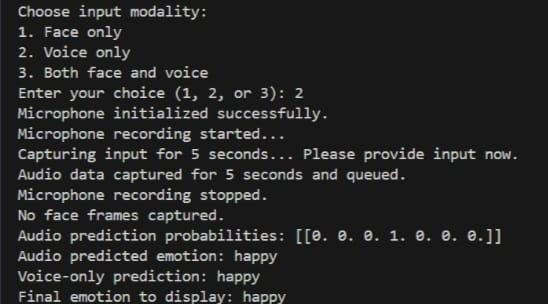 Choose input modality:
1. Face only
2. Voice only
3. Both face and voice
Enter your choice (1, 2, or 3): 2
Microphone initialized successfully.
Microphone recording started...
Capturing input for 5 seconds... Please provide input now.
Audio data captured for 5 seconds and queued.
Microphone recording stopped.
No face frames captured.
Audio prediction probabilities: [[0. 0. 0. 1. 0. 0. 0.]]
Audio predicted emotion: happy
Voice-only prediction: happy
Final emotion to display: happy